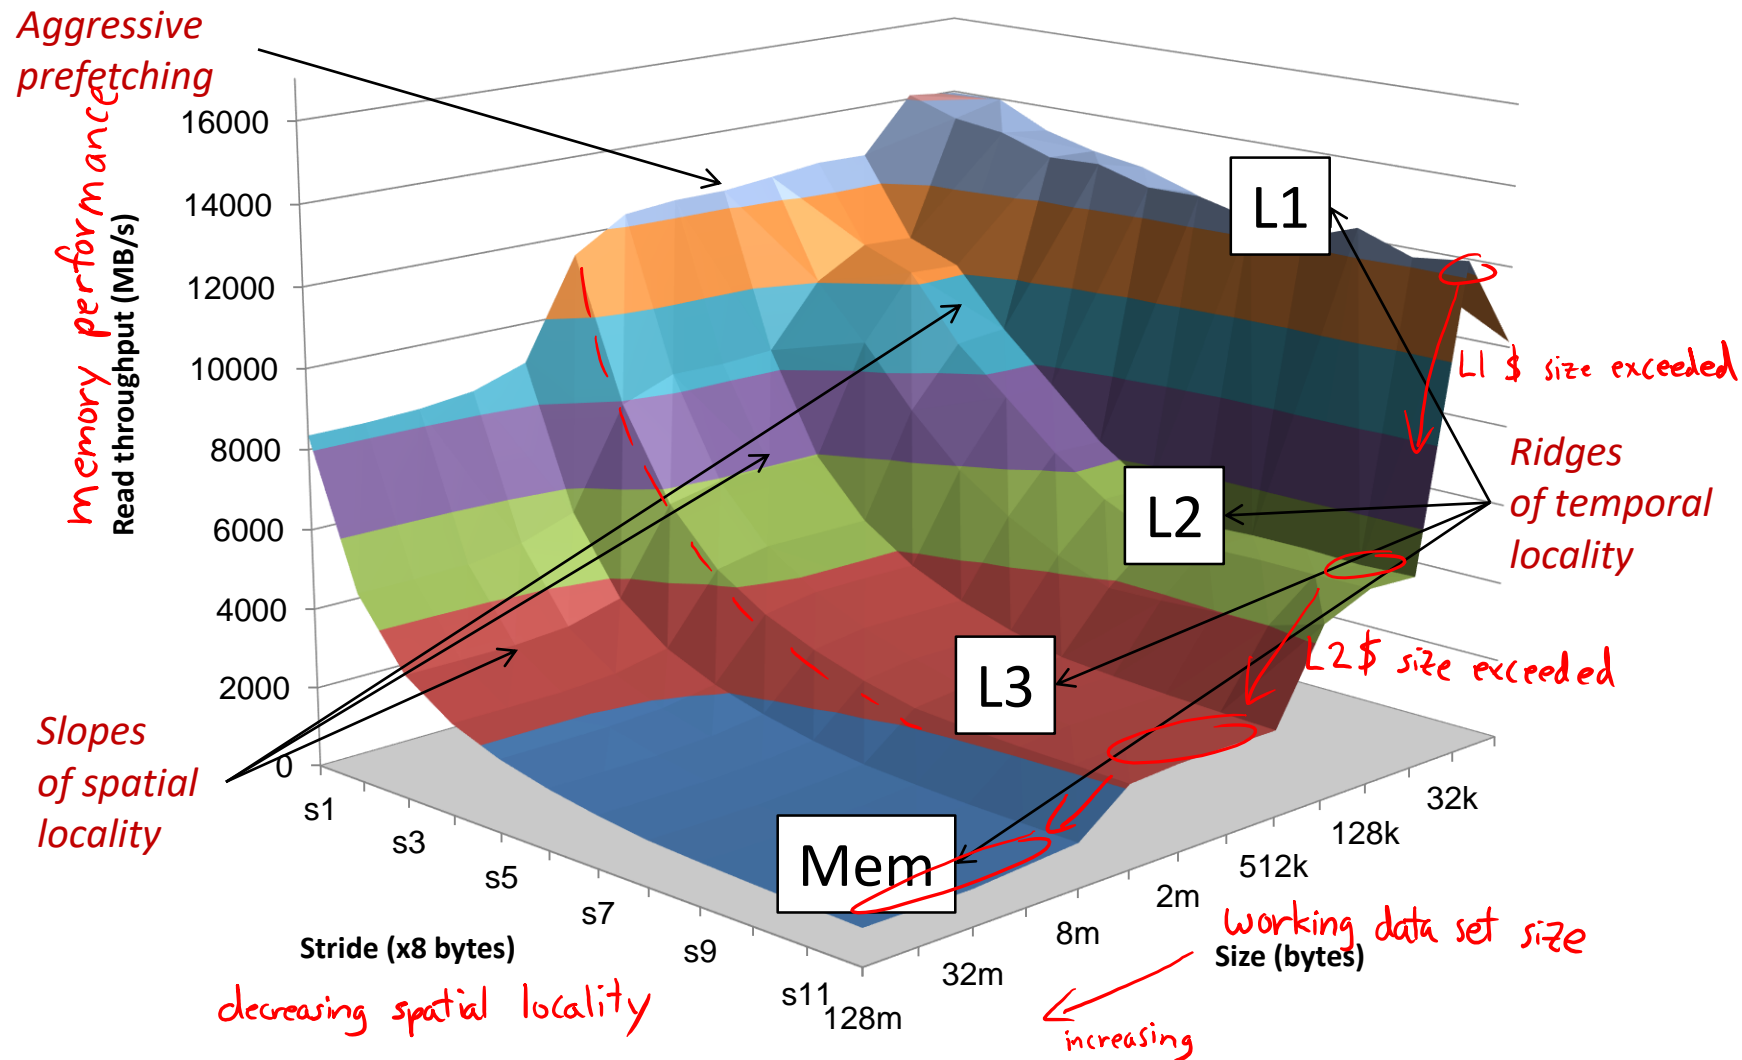 Aggressive
prefetching
memory performance
Read throughput (MB/s)
16000
14000
12000
10000
8000
6000
4000
2000
0
L1
L1 $ size exceeded
Ridges
of temporal
locality
L2
L2 $ size exceeded
L3
Mem
Slopes
of spatial
locality
s1
s3
s5
s7
s9
s11
Stride (x8 bytes)
decreasing spatial locality
32k
128k
512k
2m
8m
32m
128m
working data set size
Size (bytes)
increasing